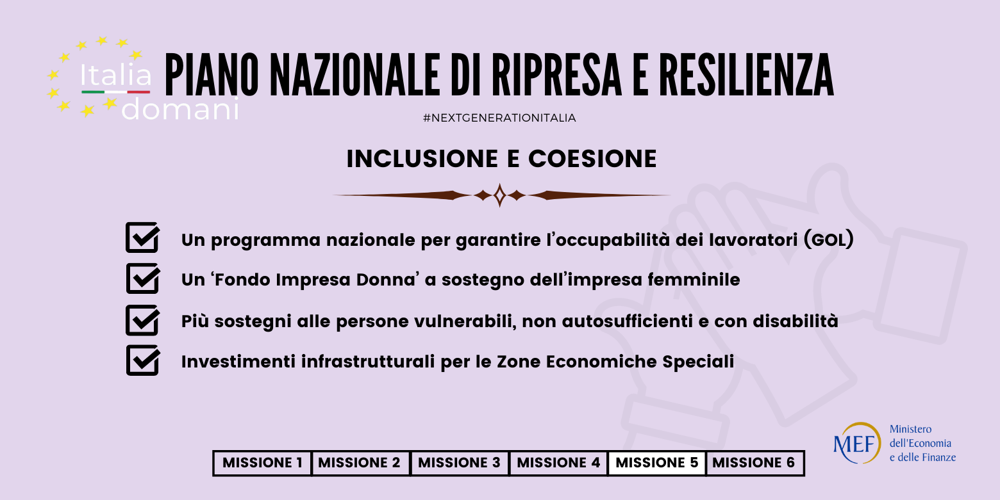 Italia
domani
PIANO NAZIONALE DI RIPRESA E RESILIENZA
#NEXTGENERATIONITALIA
INCLUSIONE E COESIONE
Un programma nazionale per garantire l’occupabilità dei lavoratori (GOL)
Un ‘Fondo Impresa Donna’ a sostegno dell’impresa femminile
Più sostegni alle persone vulnerabili, non autosufficienti e con disabilità
Investimenti infrastrutturali per le Zone Economiche Speciali
MISSIONE 1 MISSIONE 2 MISSIONE 3 MISSIONE 4 MISSIONE 5 MISSIONE 6
MEF
Ministero
dell'Economia
e delle Finanze